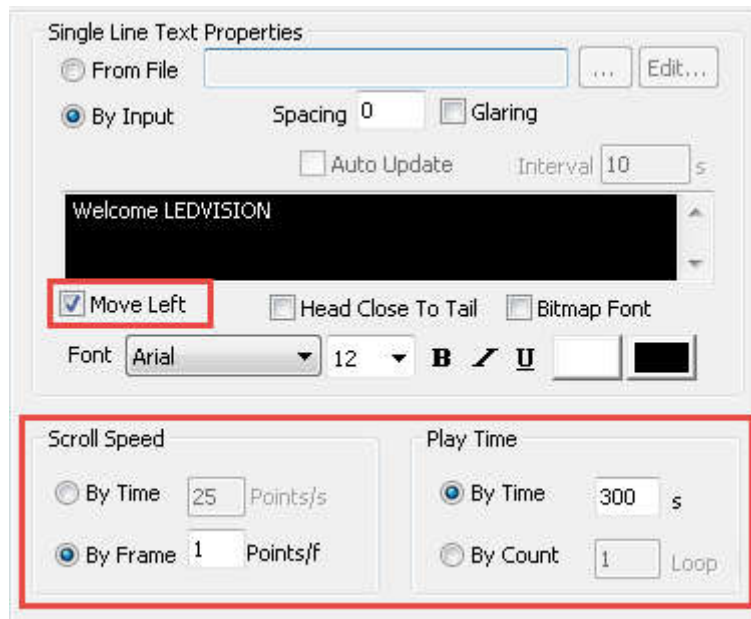 Single Line Text Properties
From File ... Edit...
By Input Spacing 0 Glaring
Auto Update Interval 10 s
Welcome LEDVISION
Move Left Head Close To Tail Bitmap Font
Font Arial 12 B I U
Scroll Speed Play Time
By Time 25 Points/s By Time 300 s
By Frame 1 Points/f By Count 1 Loop